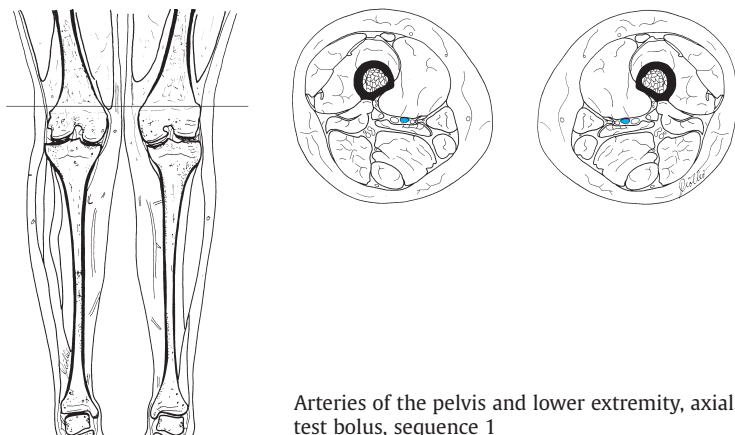 Arteries of the pelvis and lower extremity, axial
test bolus, sequence 1